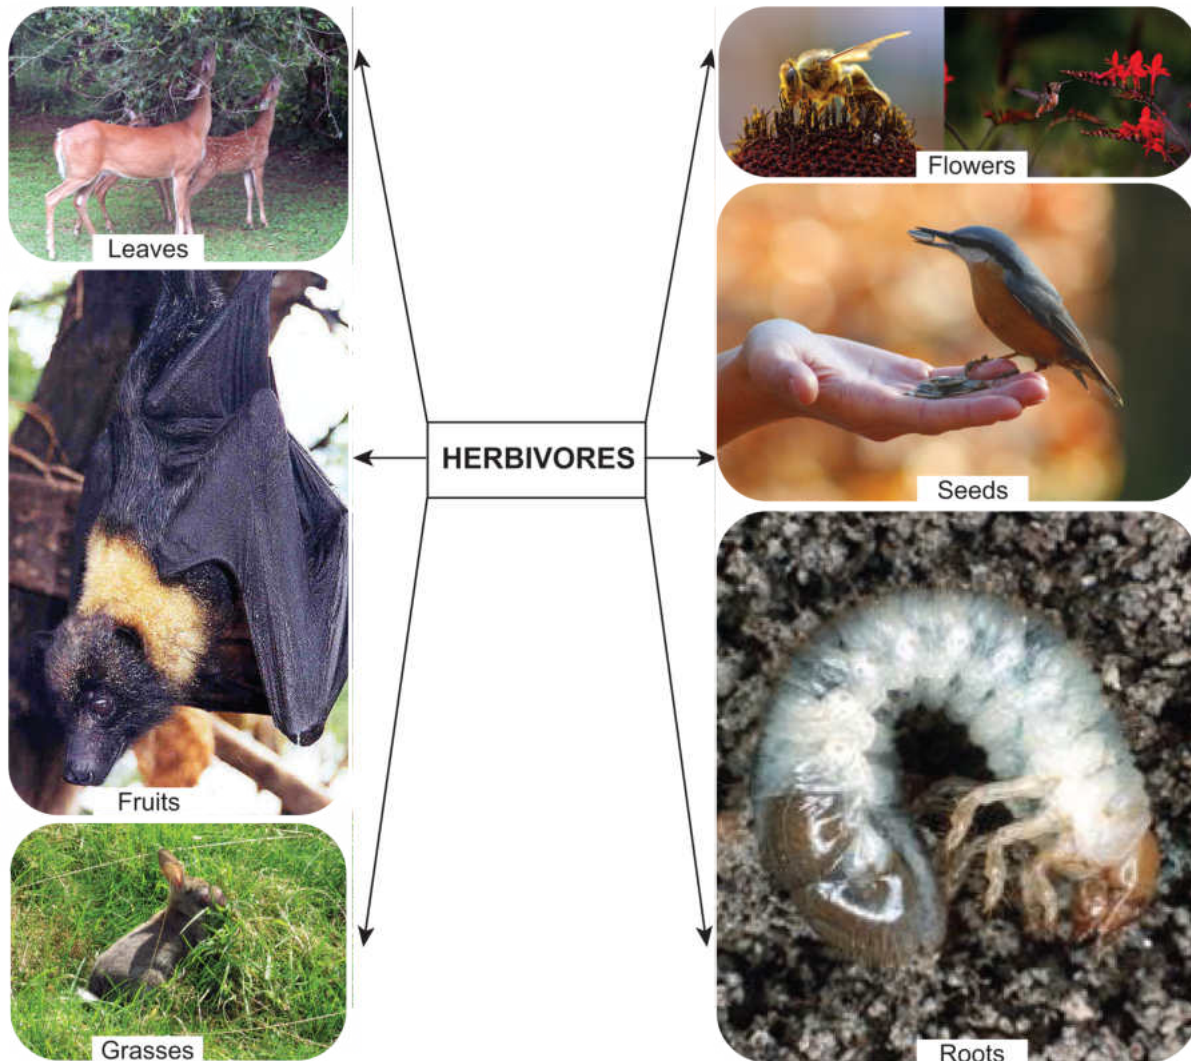 Leaves
Fruits
Grasses
HERBIVORES
Flowers
Seeds
Roots